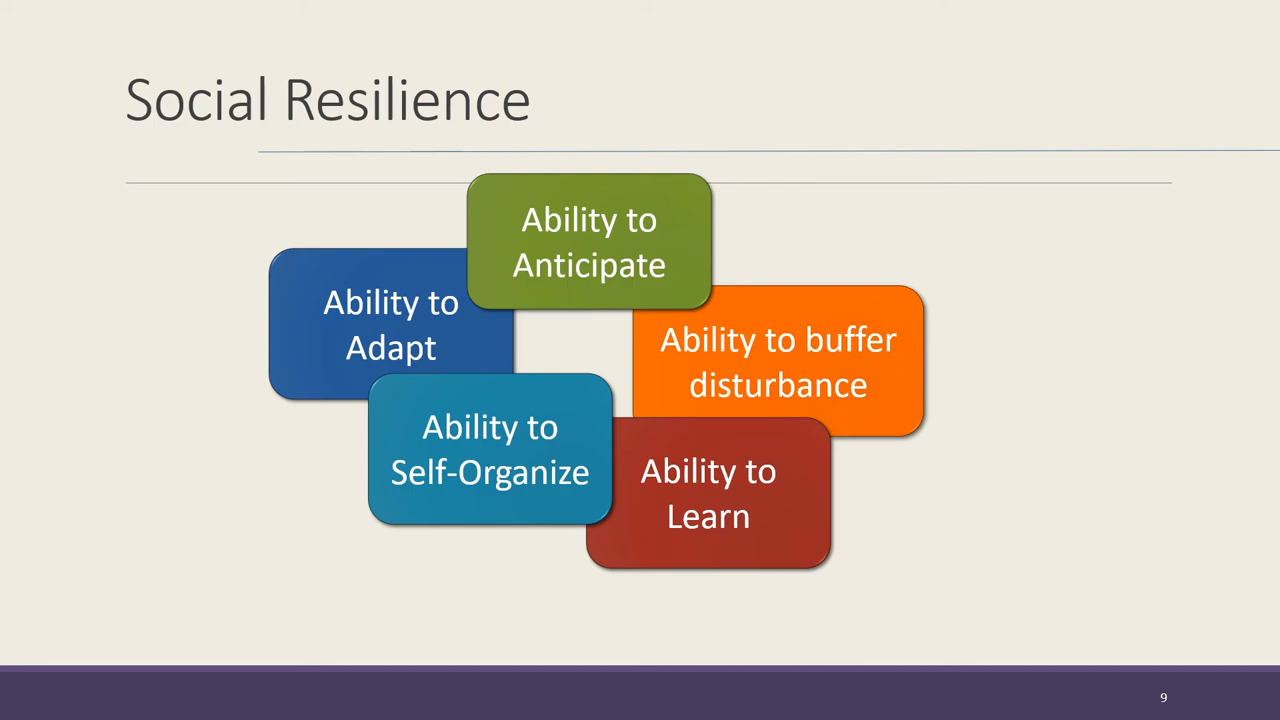 Social Resilience
Ability to
Anticipate
Ability to
Adapt
Ability to buffer
disturbance
Ability to
Self-Organize
Ability to
Learn
9